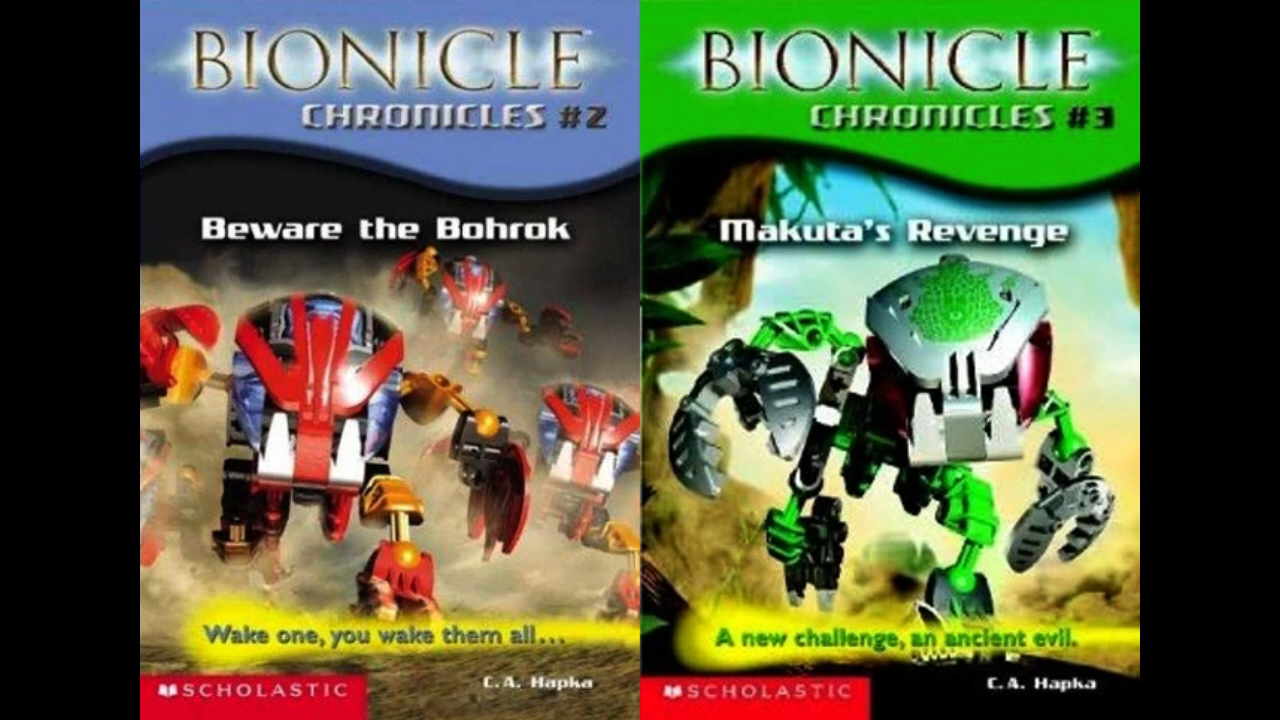 BIONICLE
CHRONICLES #2
Beware the Bohrok
Wake one, you wake them all...
C.A. Hapka
SCHOLASTIC
BIONICLE
CHRONICLES #3
Makuta's Revenge
A new challenge, an ancient evil.
C.A. Hapka
SCHOLASTIC